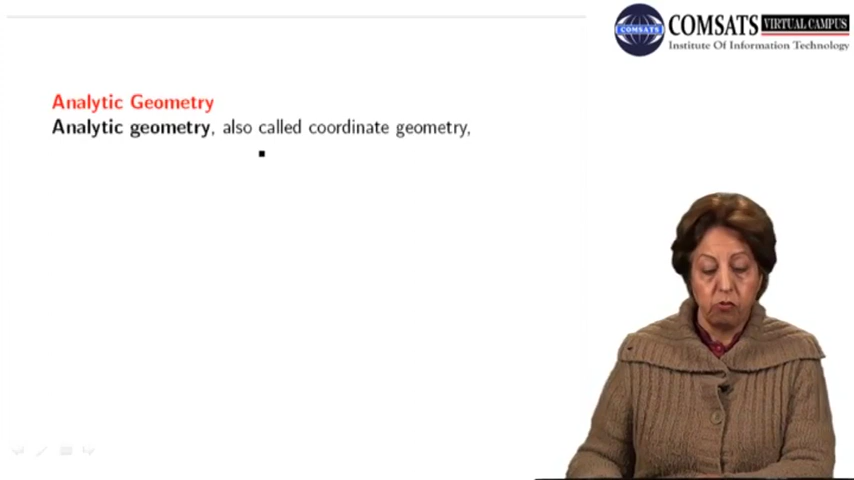 COMSATS VIRTUAL CAMPUS
COMSATS
Institute Of Information Technology
Analytic Geometry
Analytic geometry, also called coordinate geometry,